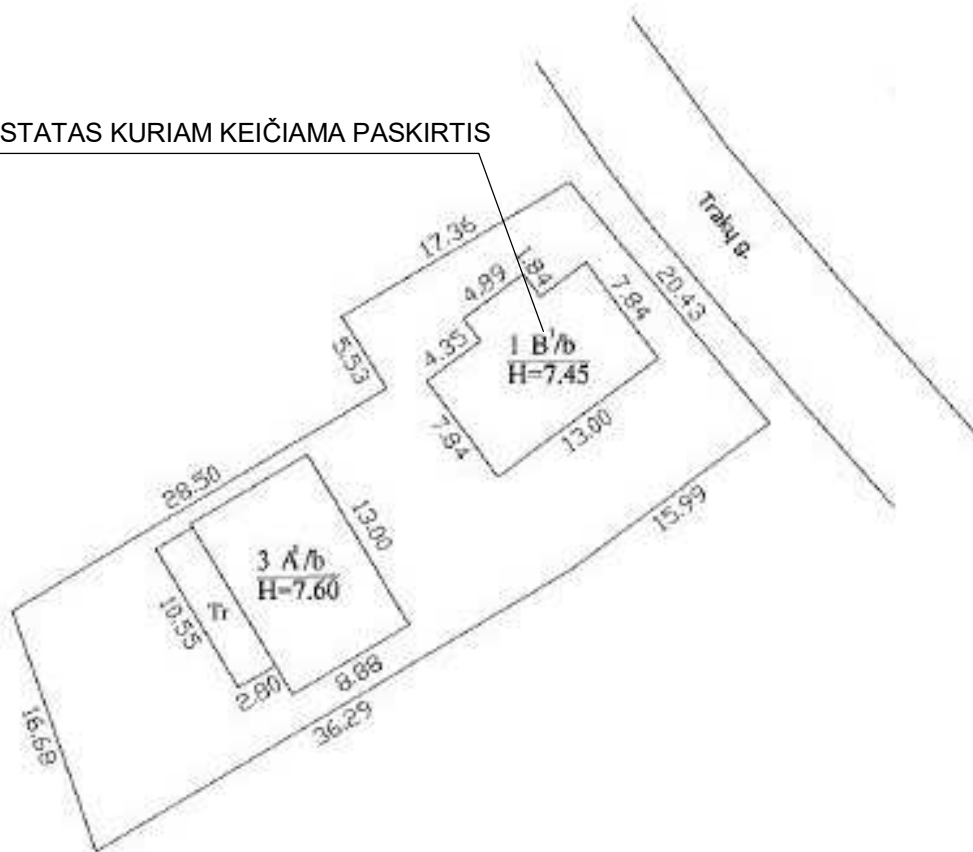 STATAS KURIAM KEIČIAMA PASKIRTIS
Trakų g.
17.36
20.43
1.84
4.89
7.84
5.53
4.35
1 B¹/b
H=7.45
7.84
13.00
28.50
15.99
13.00
3 A²/b
H=7.60
Tr
10.55
8.88
2.80
36.29
16.68